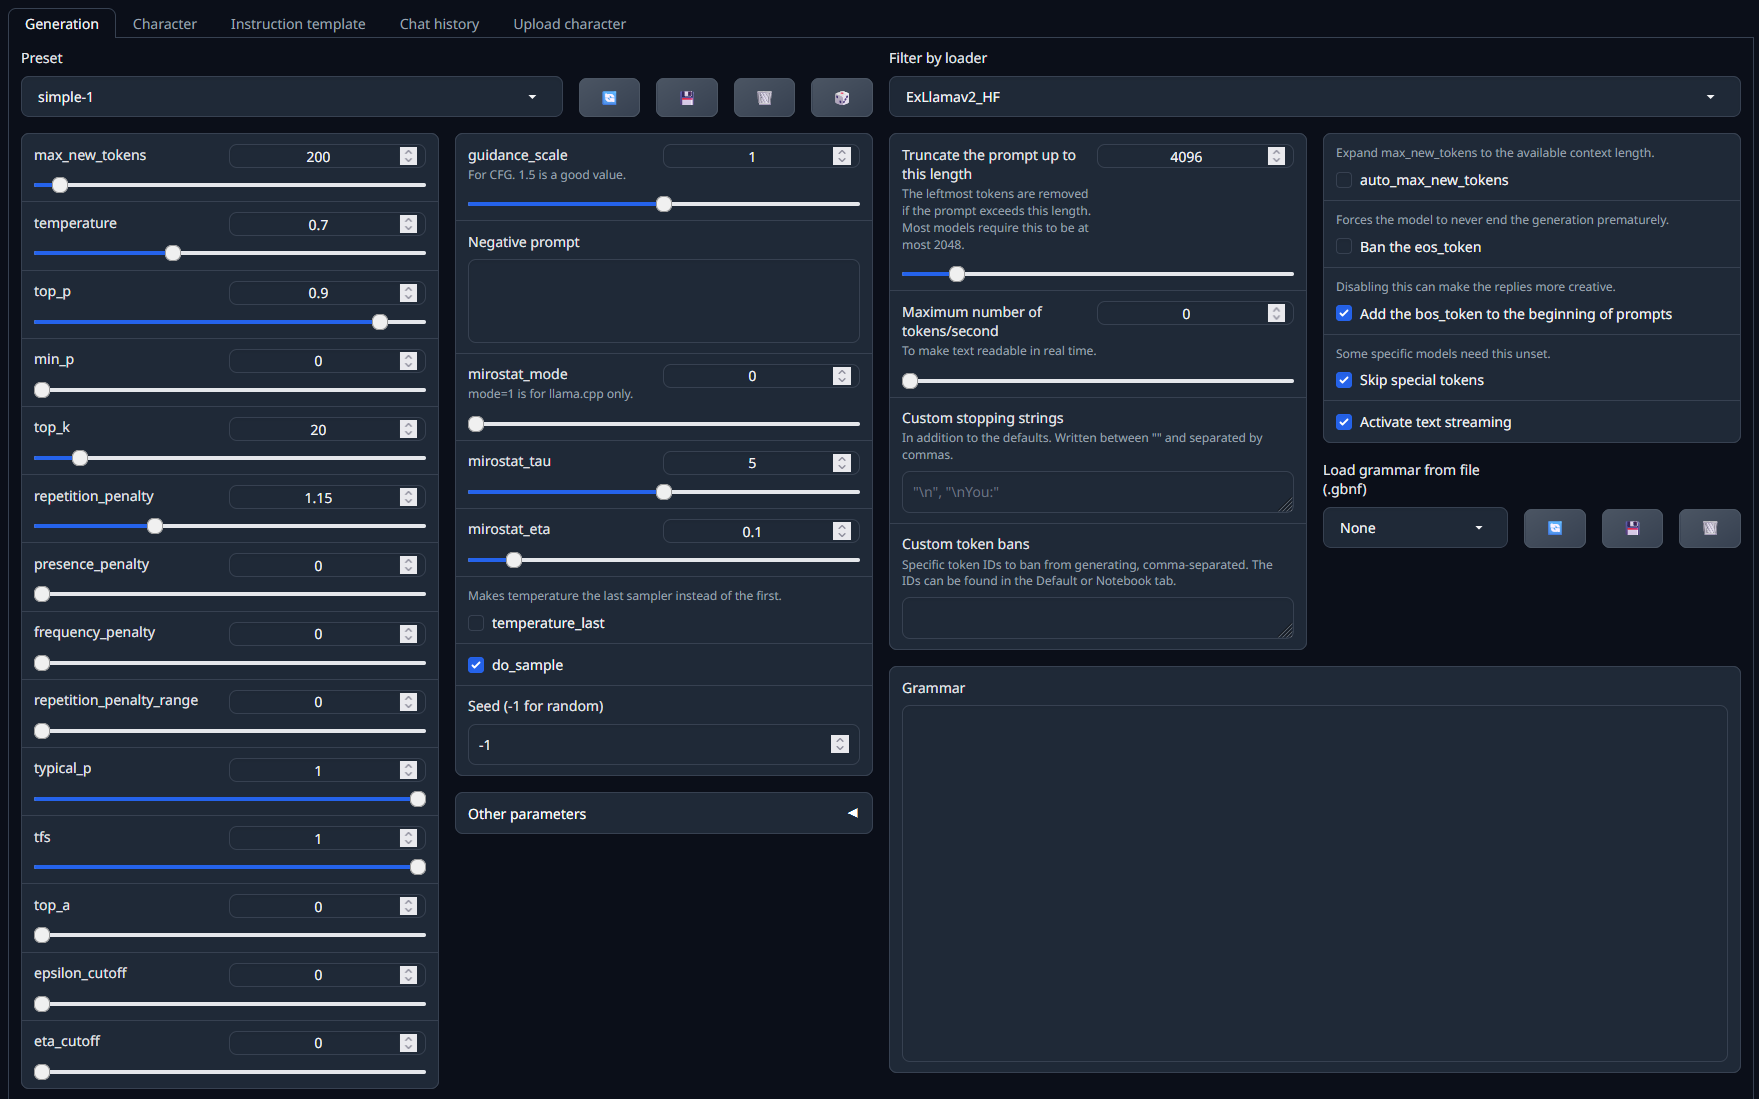 Generation
Character
Instruction template
Chat history
Upload character
Preset
simple-1
Filter by loader
ExLlamav2_HF
max_new_tokens
200
temperature
0.7
top_p
0.9
min_p
0
top_k
20
repetition_penalty
1.15
presence_penalty
0
frequency_penalty
0
repetition_penalty_range
0
typical_p
1
tfs
1
top_a
0
epsilon_cutoff
0
eta_cutoff
0
guidance_scale
1
For CFG. 1.5 is a good value.
Negative prompt
mirostat_mode
0
mode=1 is for llama.cpp only.
mirostat_tau
5
mirostat_eta
0.1
Makes temperature the last sampler instead of the first.
temperature_last
do_sample
Seed (-1 for random)
-1
Other parameters
Truncate the prompt up to
this length
4096
The leftmost tokens are removed
if the prompt exceeds this length.
Most models require this to be at
most 2048.
Maximum number of
tokens/second
0
To make text readable in real time.
Custom stopping strings
In addition to the defaults. Written between "" and separated by
commas.
"\n", "\nYou:"
Custom token bans
Specific token IDs to ban from generating, comma-separated. The
IDs can be found in the Default or Notebook tab.
Expand max_new_tokens to the available context length.
auto_max_new_tokens
Forces the model to never end the generation prematurely.
Ban the eos_token
Disabling this can make the replies more creative.
Add the bos_token to the beginning of prompts
Some specific models need this unset.
Skip special tokens
Activate text streaming
Load grammar from file
(.gbnf)
None
Grammar